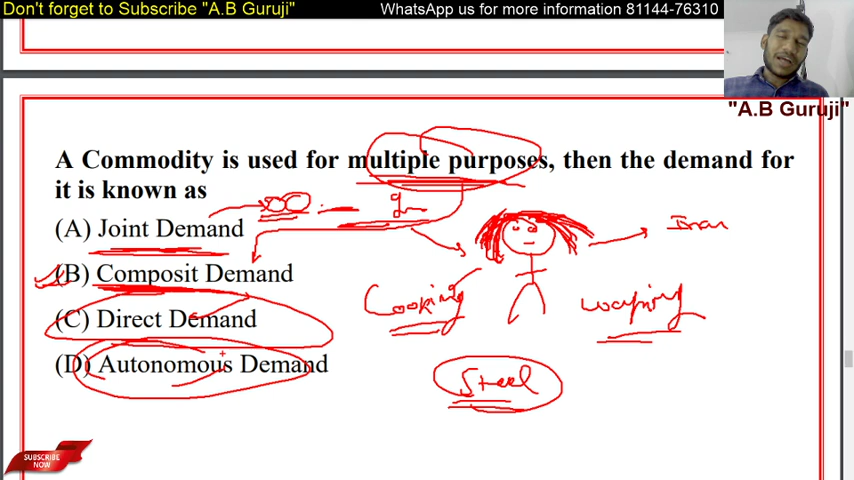 Don't forget to Subscribe "A.B Guruji"
WhatsApp us for more information 81144-76310
"A.B Guruji"
A Commodity is used for multiple purposes, then the demand for
it is known as
(A) Joint Demand
(B) Composit Demand
(C) Direct Demand
(D) Autonomous Demand
Cooking
Steel
SUBSCRIBE
NOW